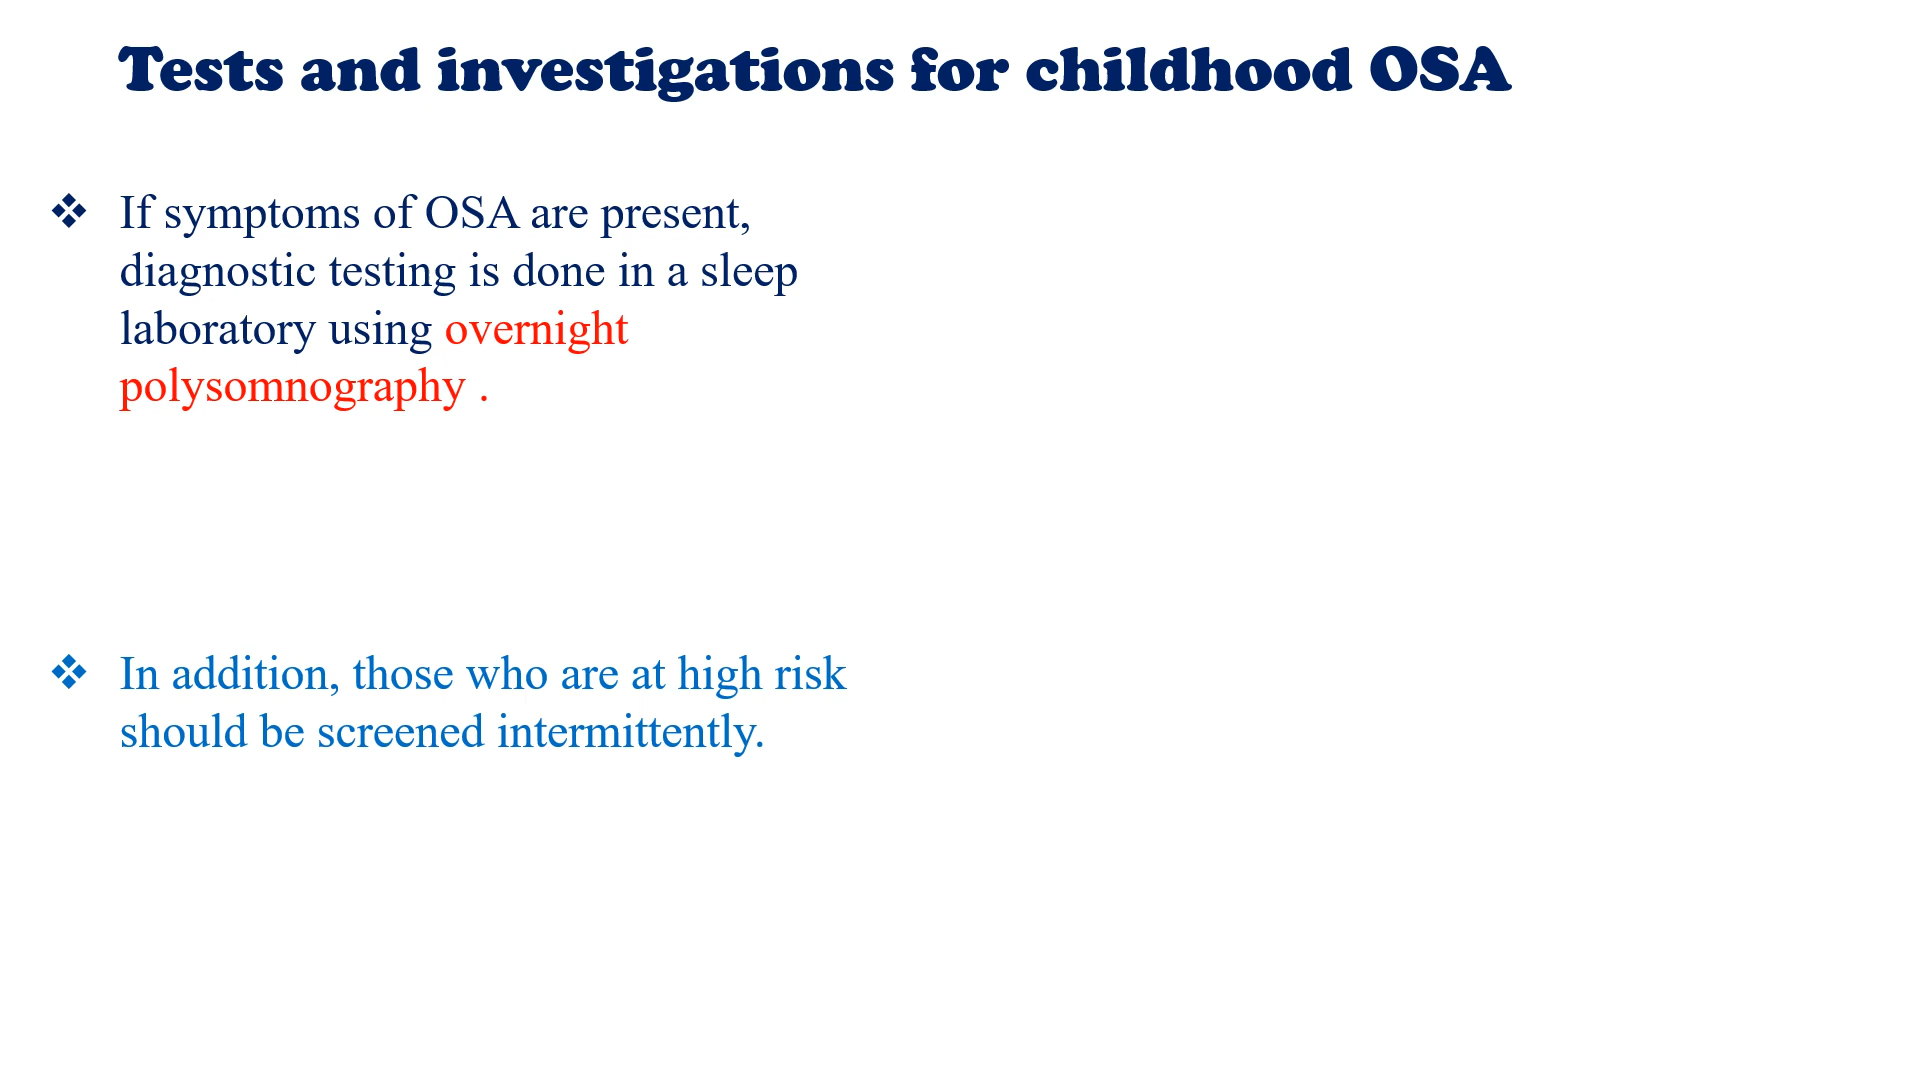 Tests and investigations for childhood OSA
❖ If symptoms of OSA are present,
diagnostic testing is done in a sleep
laboratory using overnight
polysomnography .
❖ In addition, those who are at high risk
should be screened intermittently.